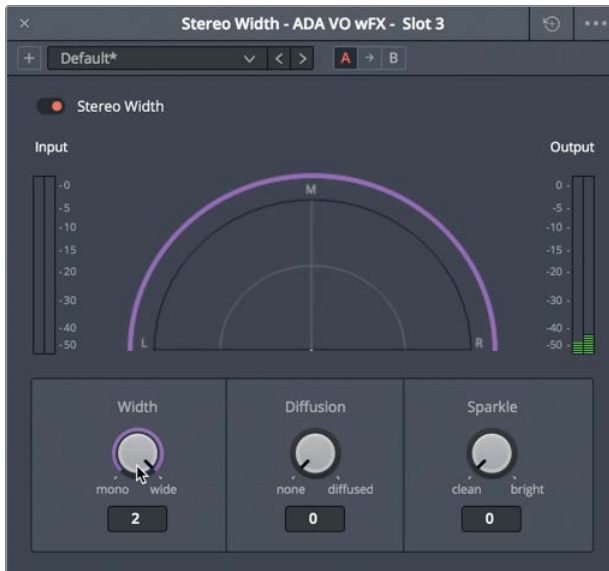 Stereo Width - ADA VO wFX - Slot 3
Default*
A
B
Stereo Width
Input
Output
-0
-5
-10
-15
-20
-30
-40
-50
M
L
R
0 -
-5 -
-10 -
-15 -
-20 -
-30 -
-40 -
-50 -
Width
Diffusion
Sparkle
mono wide
none diffused
clean bright
2
0
0